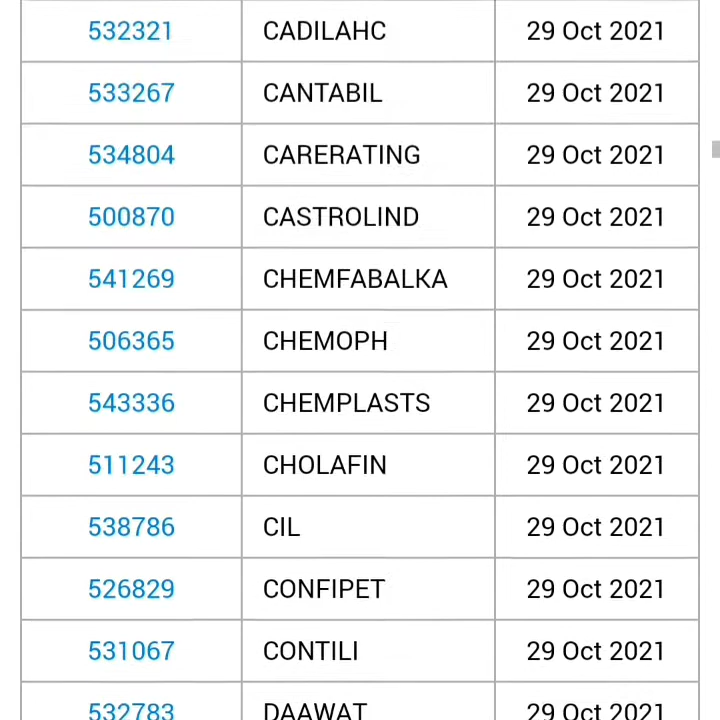 532321 CADILAHC 29 Oct 2021
533267 CANTABIL 29 Oct 2021
534804 CARERATING 29 Oct 2021
500870 CASTROLIND 29 Oct 2021
541269 CHEMFABALKA 29 Oct 2021
506365 CHEMOPH 29 Oct 2021
543336 CHEMPLASTS 29 Oct 2021
511243 CHOLAFIN 29 Oct 2021
538786 CIL 29 Oct 2021
526829 CONFIPET 29 Oct 2021
531067 CONTILI 29 Oct 2021
532783 DAAWAT 29 Oct 2021